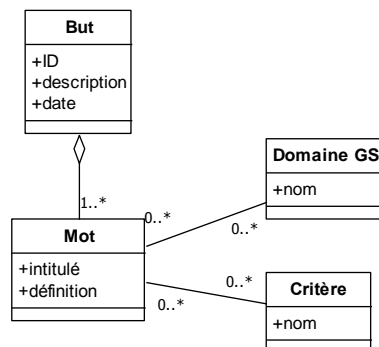 But
+ID
+description
+date
1..*
Mot
+intitulé
+définition
0..*
0..*
Domaine GS
+nom
0..*
0..*
Critère
+nom